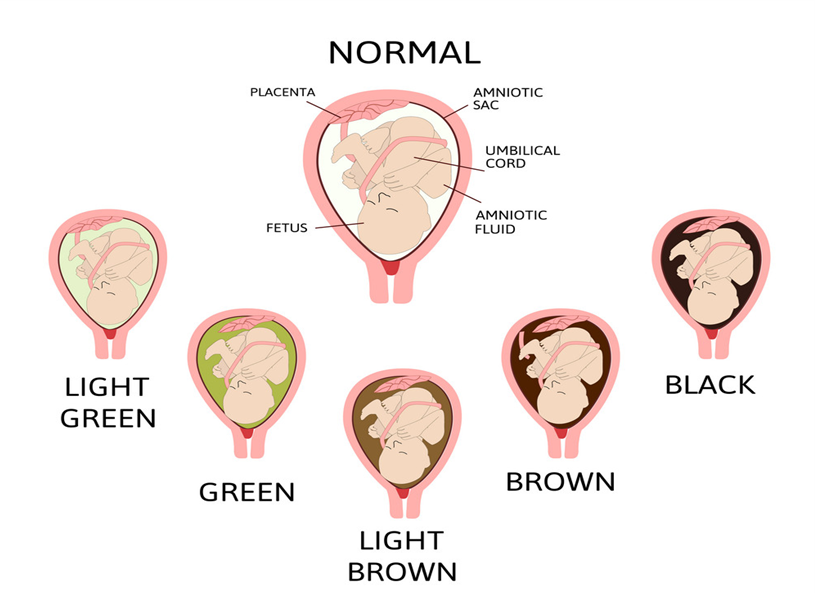 NORMAL
PLACENTA
AMNIOTIC
SAC
UMBILICAL
CORD
AMNIOTIC
FLUID
FETUS
LIGHT
GREEN
GREEN
LIGHT
BROWN
BROWN
BLACK